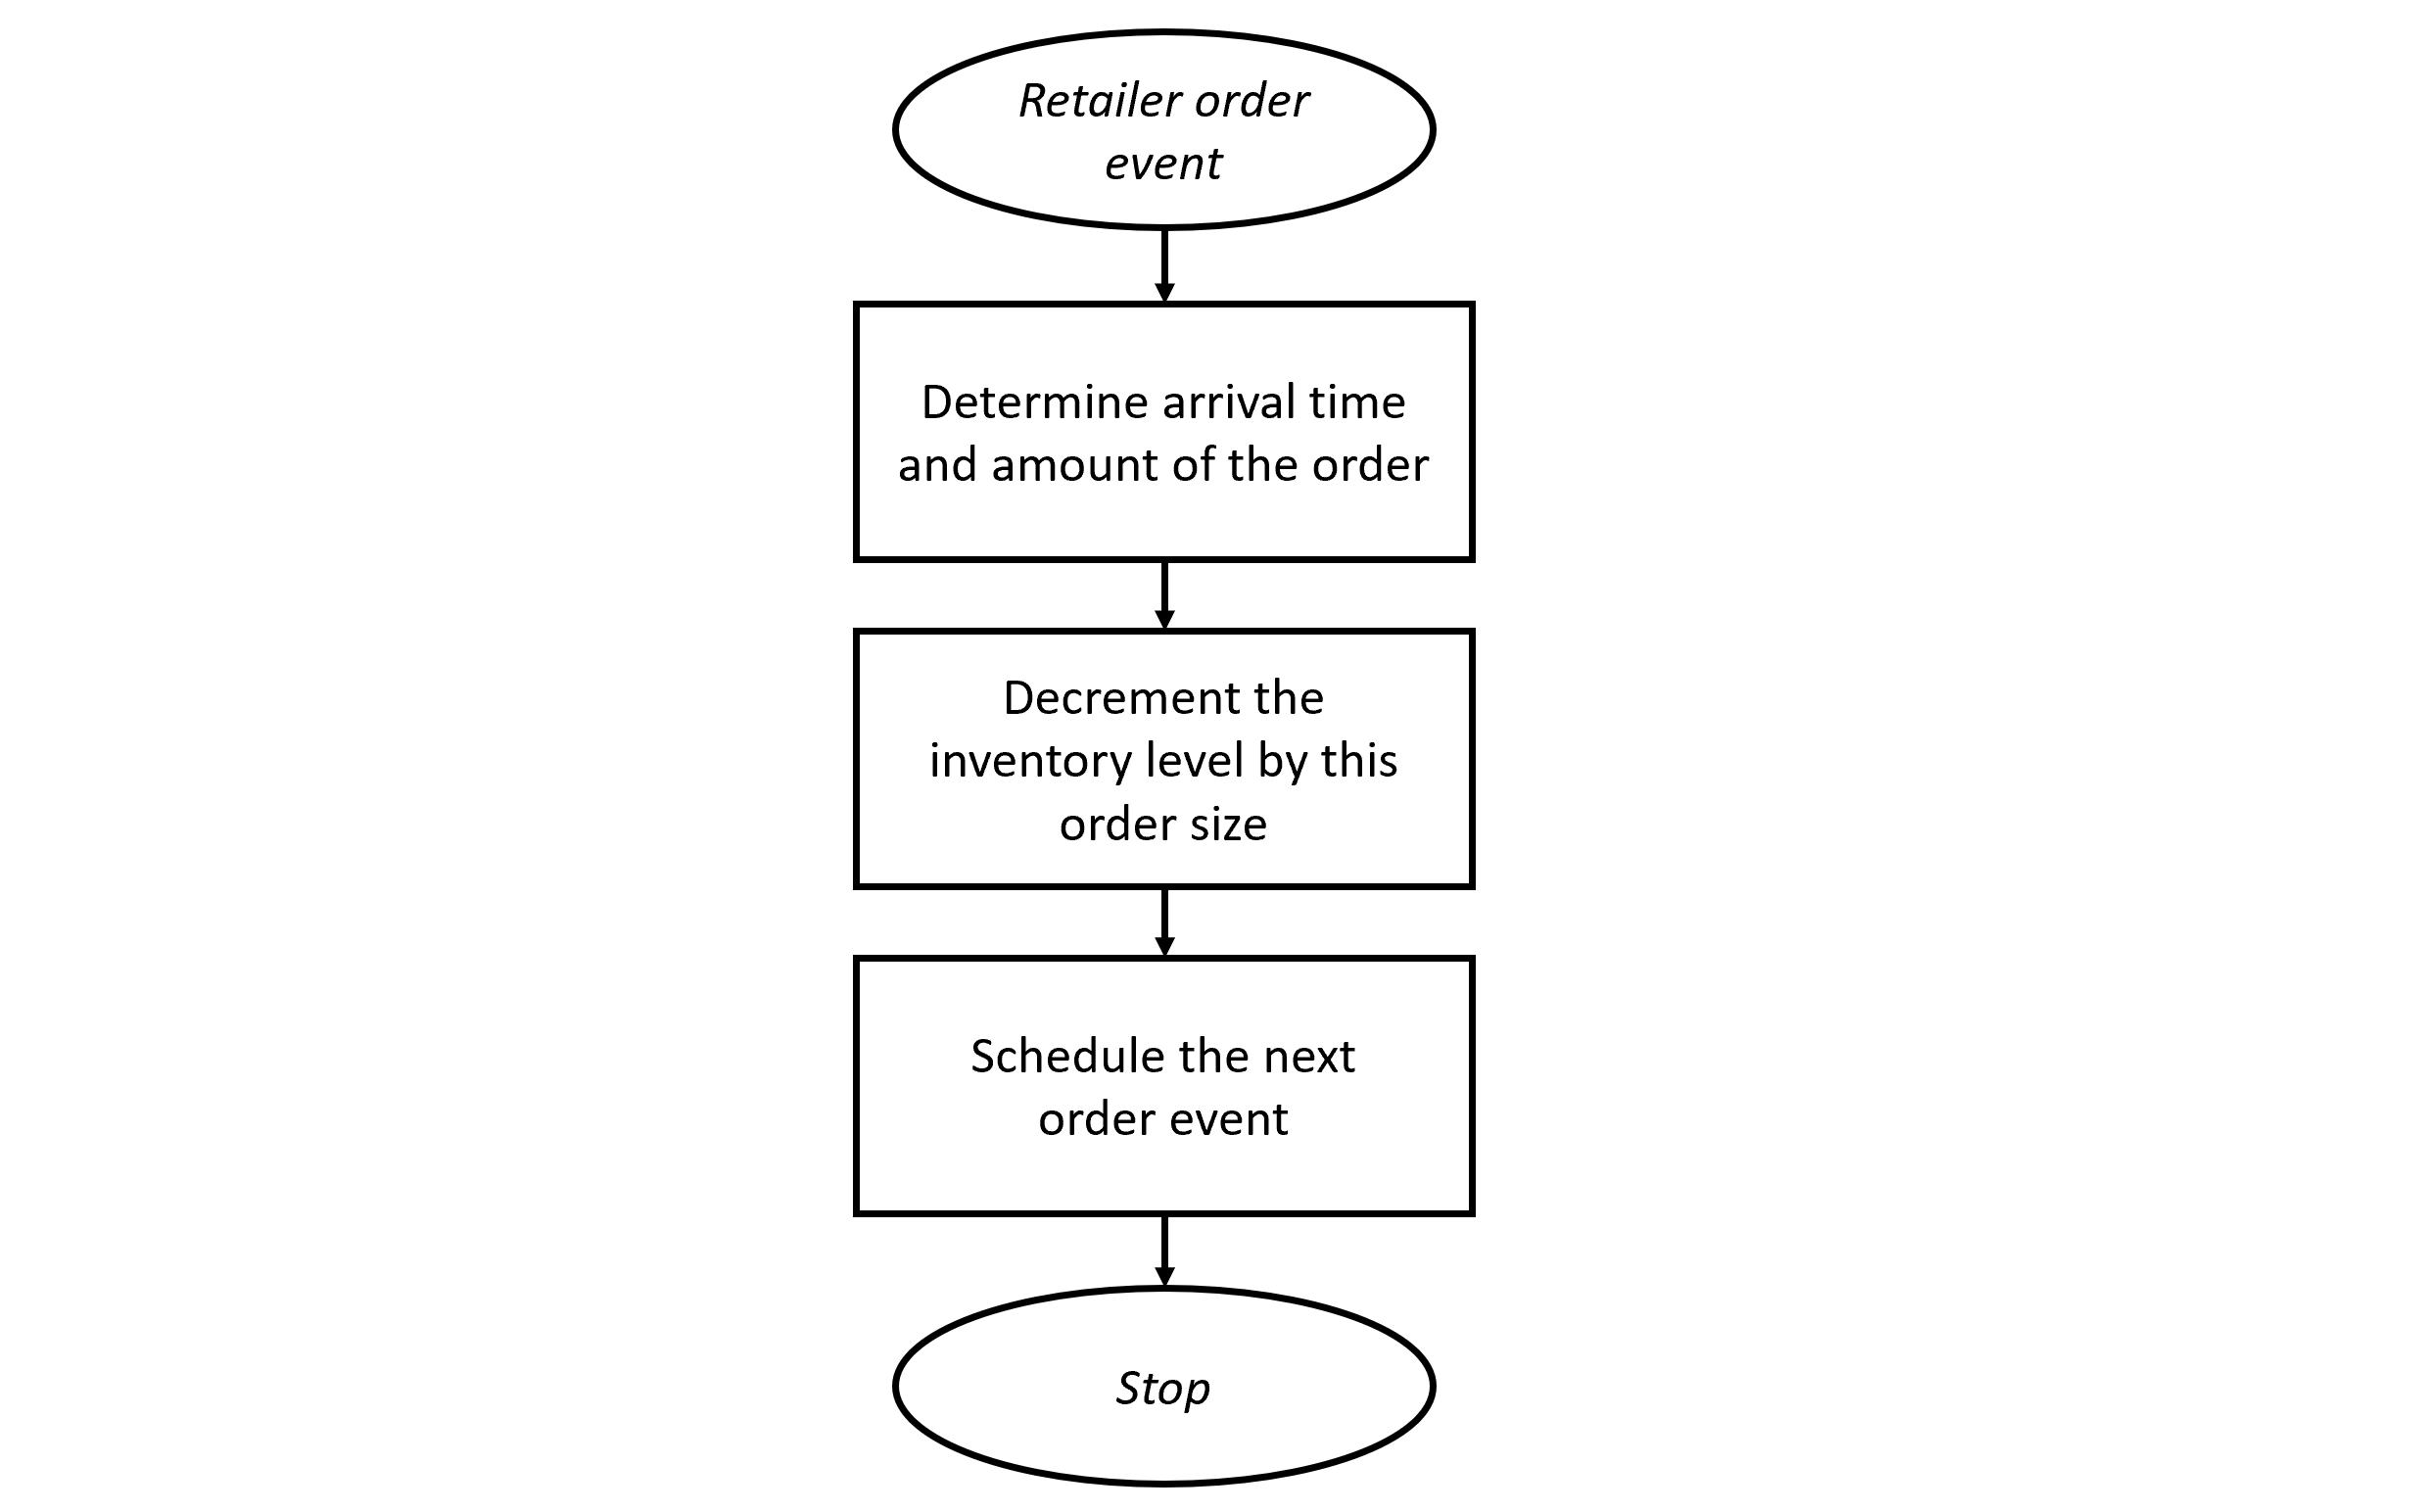 Retailer order
event
Determine arrival time
and amount of the order
Decrement the
inventory level by this
order size
Schedule the next
order event
Stop